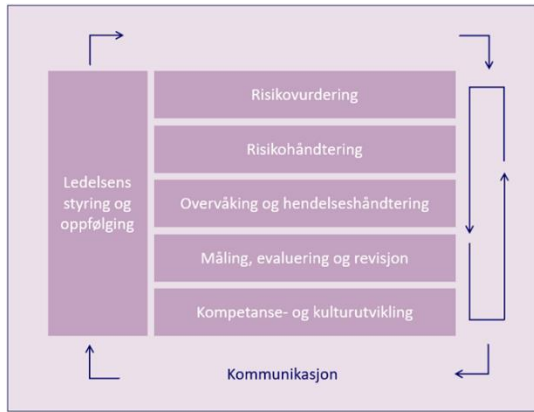 Ledelsens
styring og
oppfølging
Risikovurdering
Risikohåndtering
Overvåking og hendelseshåndtering
Måling, evaluering og revisjon
Kompetanse- og kulturutvikling
Kommunikasjon